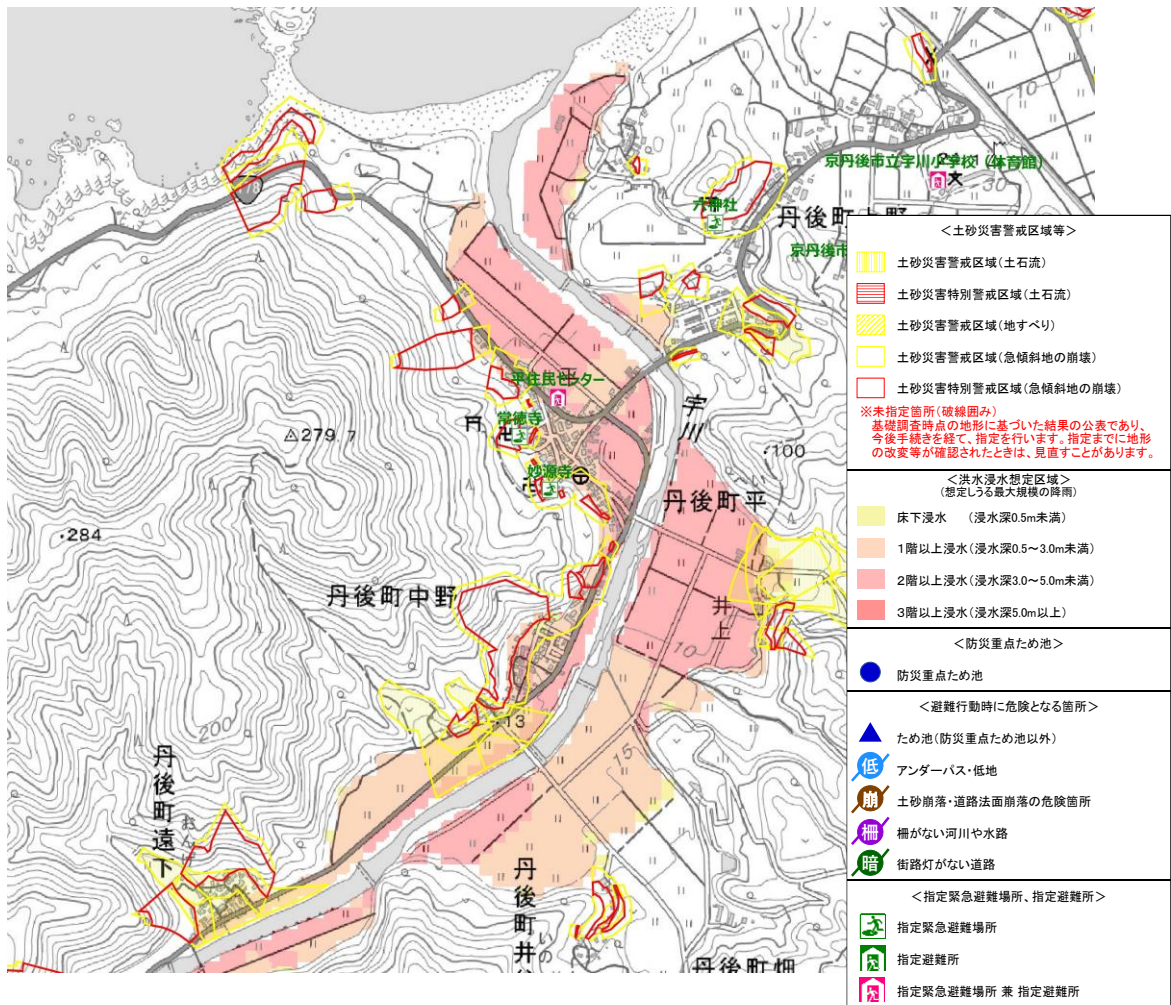 京丹後市立宇川小学校(体育館)
30
10
六神社
丹後町上野
京丹後市
平
平住民センター
常徳寺
279.7
宇川
100
妙源寺
丹後町平
284
丹後町中野
井上
10
13
200
15
丹後町遠下
おんげ
丹後町井谷
いの
丹後町畑
<土砂災害警戒区域等>
土砂災害警戒区域(土石流)
土砂災害特別警戒区域(土石流)
土砂災害警戒区域(地すべり)
土砂災害警戒区域(急傾斜地の崩壊)
土砂災害特別警戒区域(急傾斜地の崩壊)
※未指定箇所(破線囲み)
基礎調査時点の地形に基づいた結果の公表であり、
今後手続きを経て、指定を行います。指定までに地形
の改変等が確認されたときは、見直すことがあります。
<洪水浸水想定区域>
(想定しうる最大規模の降雨)
床下浸水 (浸水深0.5m未満)
1階以上浸水(浸水深0.5~3.0m未満)
2階以上浸水(浸水深3.0~5.0m未満)
3階以上浸水(浸水深5.0m以上)
<防災重点ため池>
防災重点ため池
<避難行動時に危険となる箇所>
ため池(防災重点ため池以外)
低 アンダーパス・低地
崩 土砂崩落・道路法面崩落の危険箇所
柵 柵がない河川や水路
暗 街路灯がない道路
<指定緊急避難場所、指定避難所>
指定緊急避難場所
指定避難所
指定緊急避難場所 兼 指定避難所